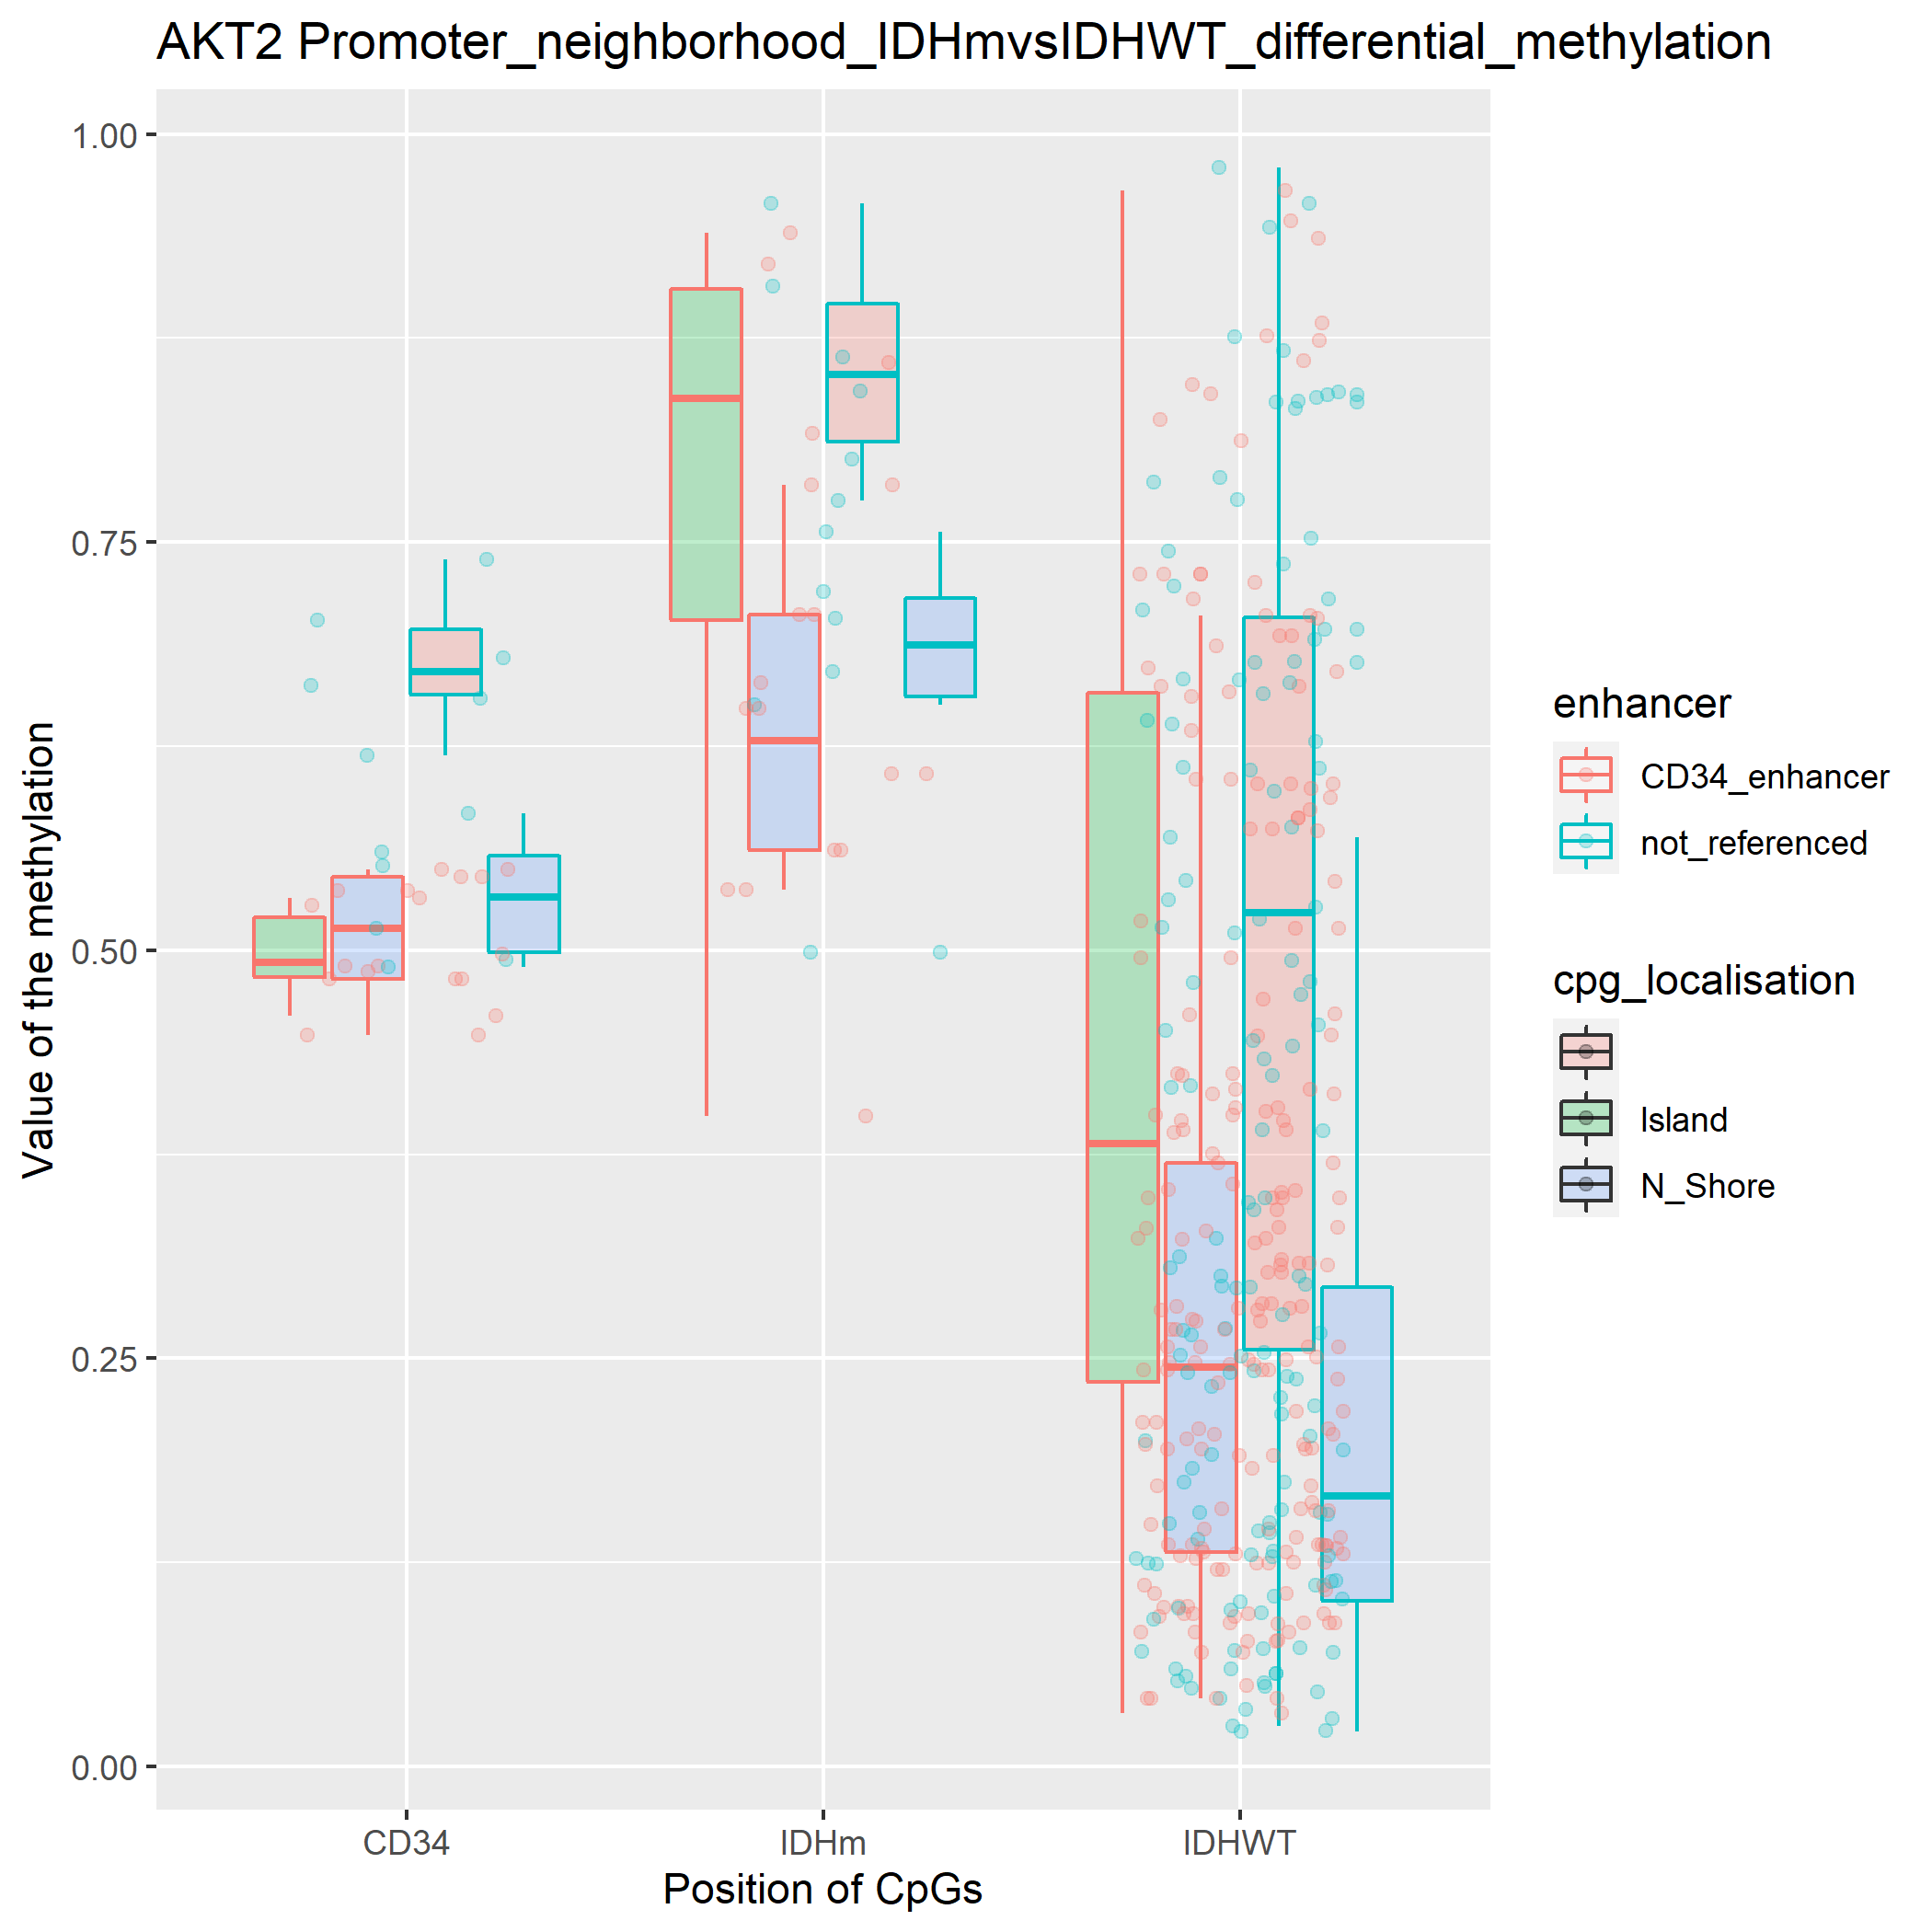 AKT2 Promoter_neighborhood_IDHmvsIDHWT_differential_methylation
Value of the methylation
1.00
0.75
0.50
0.25
0.00
CD34
IDHm
IDHWT
Position of CpGs
enhancer
CD34_enhancer
not_referenced
cpg_localisation
Island
N_Shore